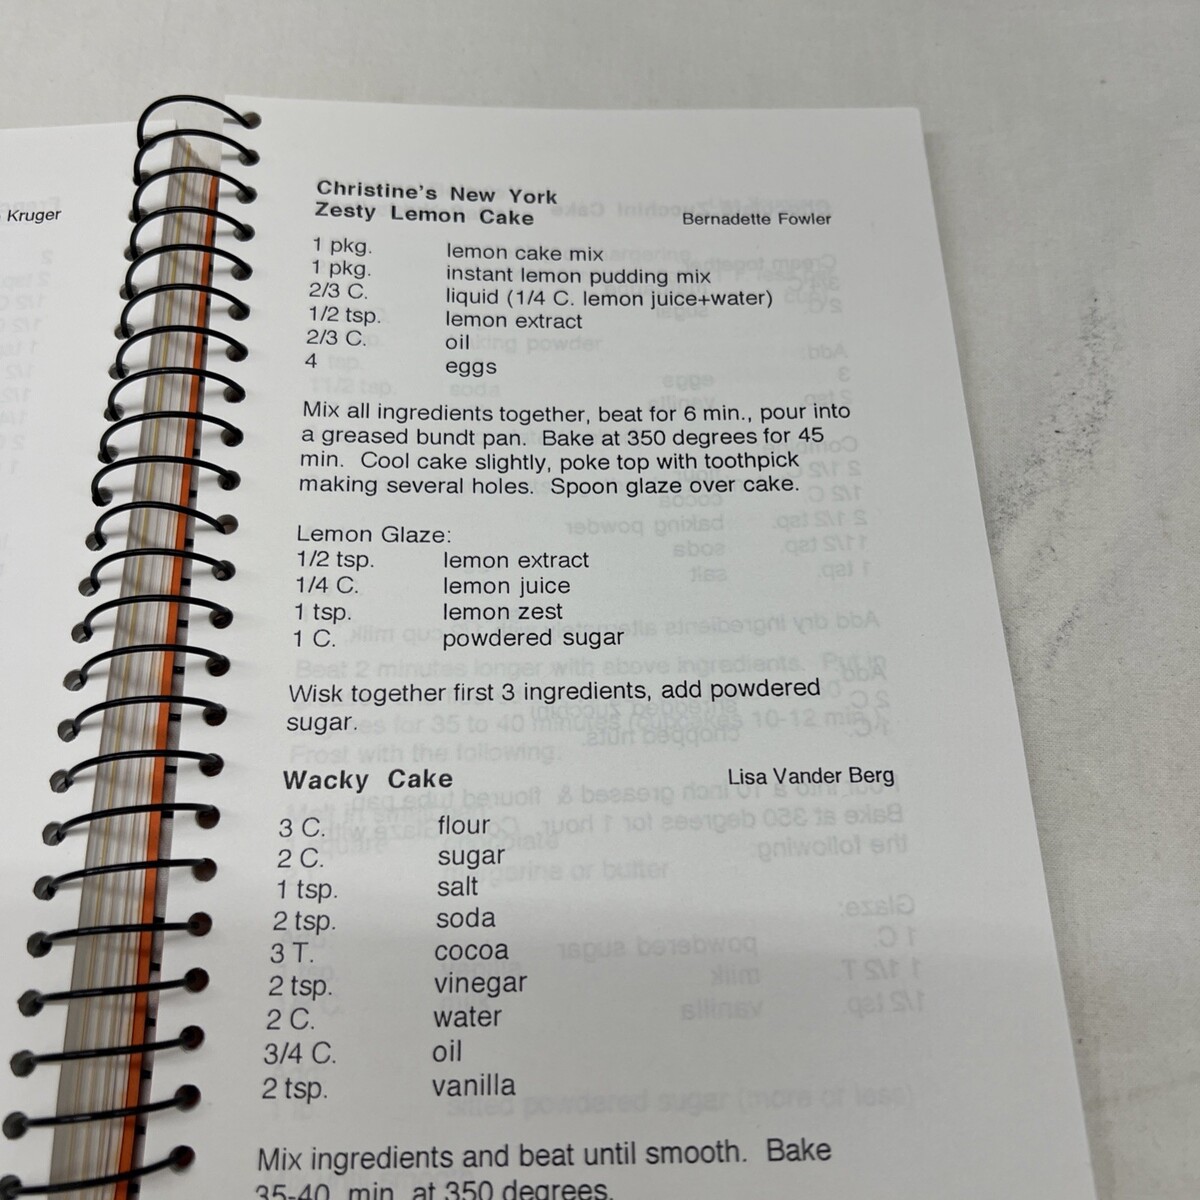 Kruger
Christine's New York
Zesty Lemon Cake Bernadette Fowler
1 pkg. lemon cake mix
1 pkg. instant lemon pudding mix
2/3 C. liquid (1/4 C. lemon juice+water)
1/2 tsp. lemon extract
2/3 C. oil
4 eggs
Mix all ingredients together, beat for 6 min., pour into
a greased bundt pan. Bake at 350 degrees for 45
min. Cool cake slightly, poke top with toothpick
making several holes. Spoon glaze over cake.
Lemon Glaze:
1/2 tsp. lemon extract
1/4 C. lemon juice
1 tsp. lemon zest
1 C. powdered sugar
Wisk together first 3 ingredients, add powdered
sugar.
Wacky Cake Lisa Vander Berg
3 C. flour
2 C. sugar
1 tsp. salt
2 tsp. soda
3 T. cocoa
2 tsp. vinegar
2 C. water
3/4 C. oil
2 tsp. vanilla
Mix ingredients and beat until smooth. Bake
35-40 min. at 350 degrees.